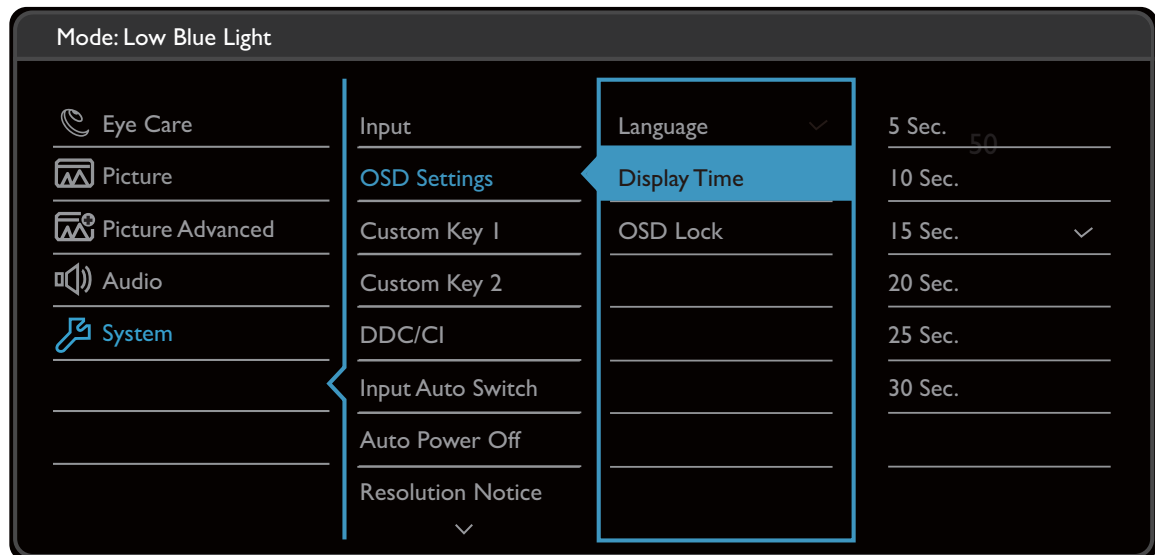 Mode: Low Blue Light
Eye Care
Picture
Picture Advanced
Audio
System
Input
OSD Settings
Custom Key 1
Custom Key 2
DDC/CI
Input Auto Switch
Auto Power Off
Resolution Notice
Language
Display Time
OSD Lock
5 Sec.
50
10 Sec.
15 Sec.
20 Sec.
25 Sec.
30 Sec.